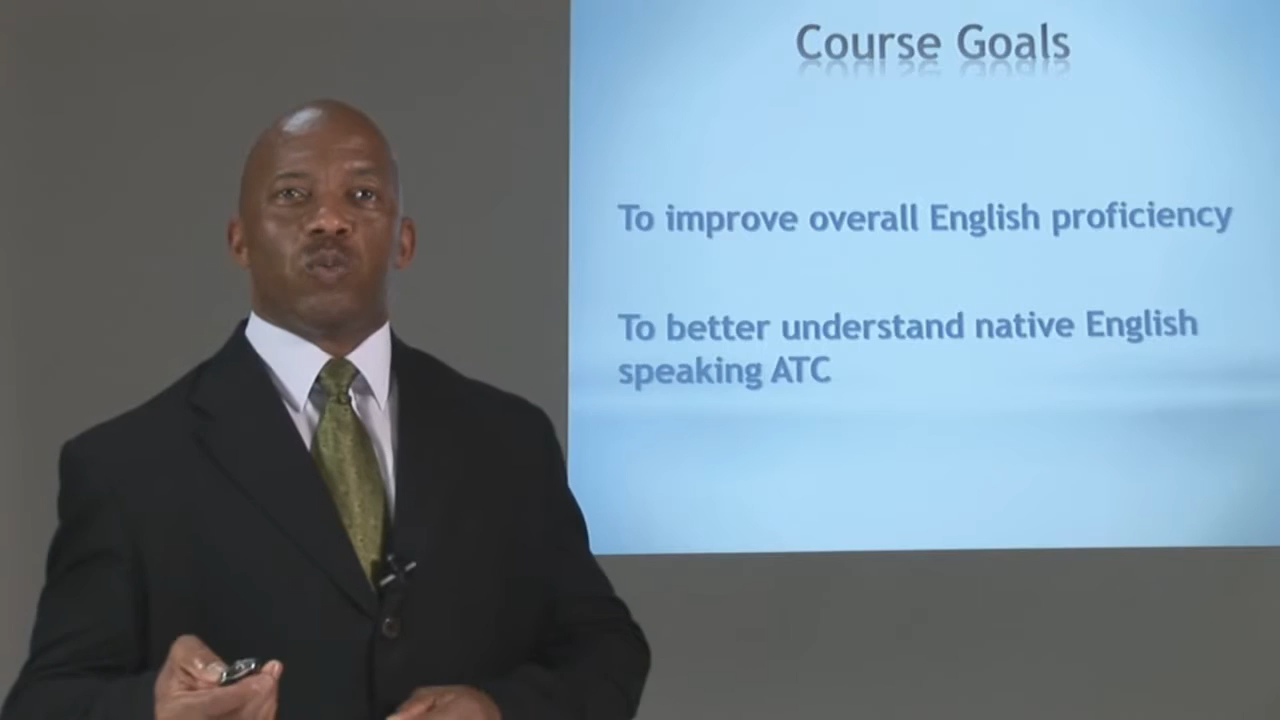 Course Goals
To improve overall English proficiency
To better understand native English
speaking ATC